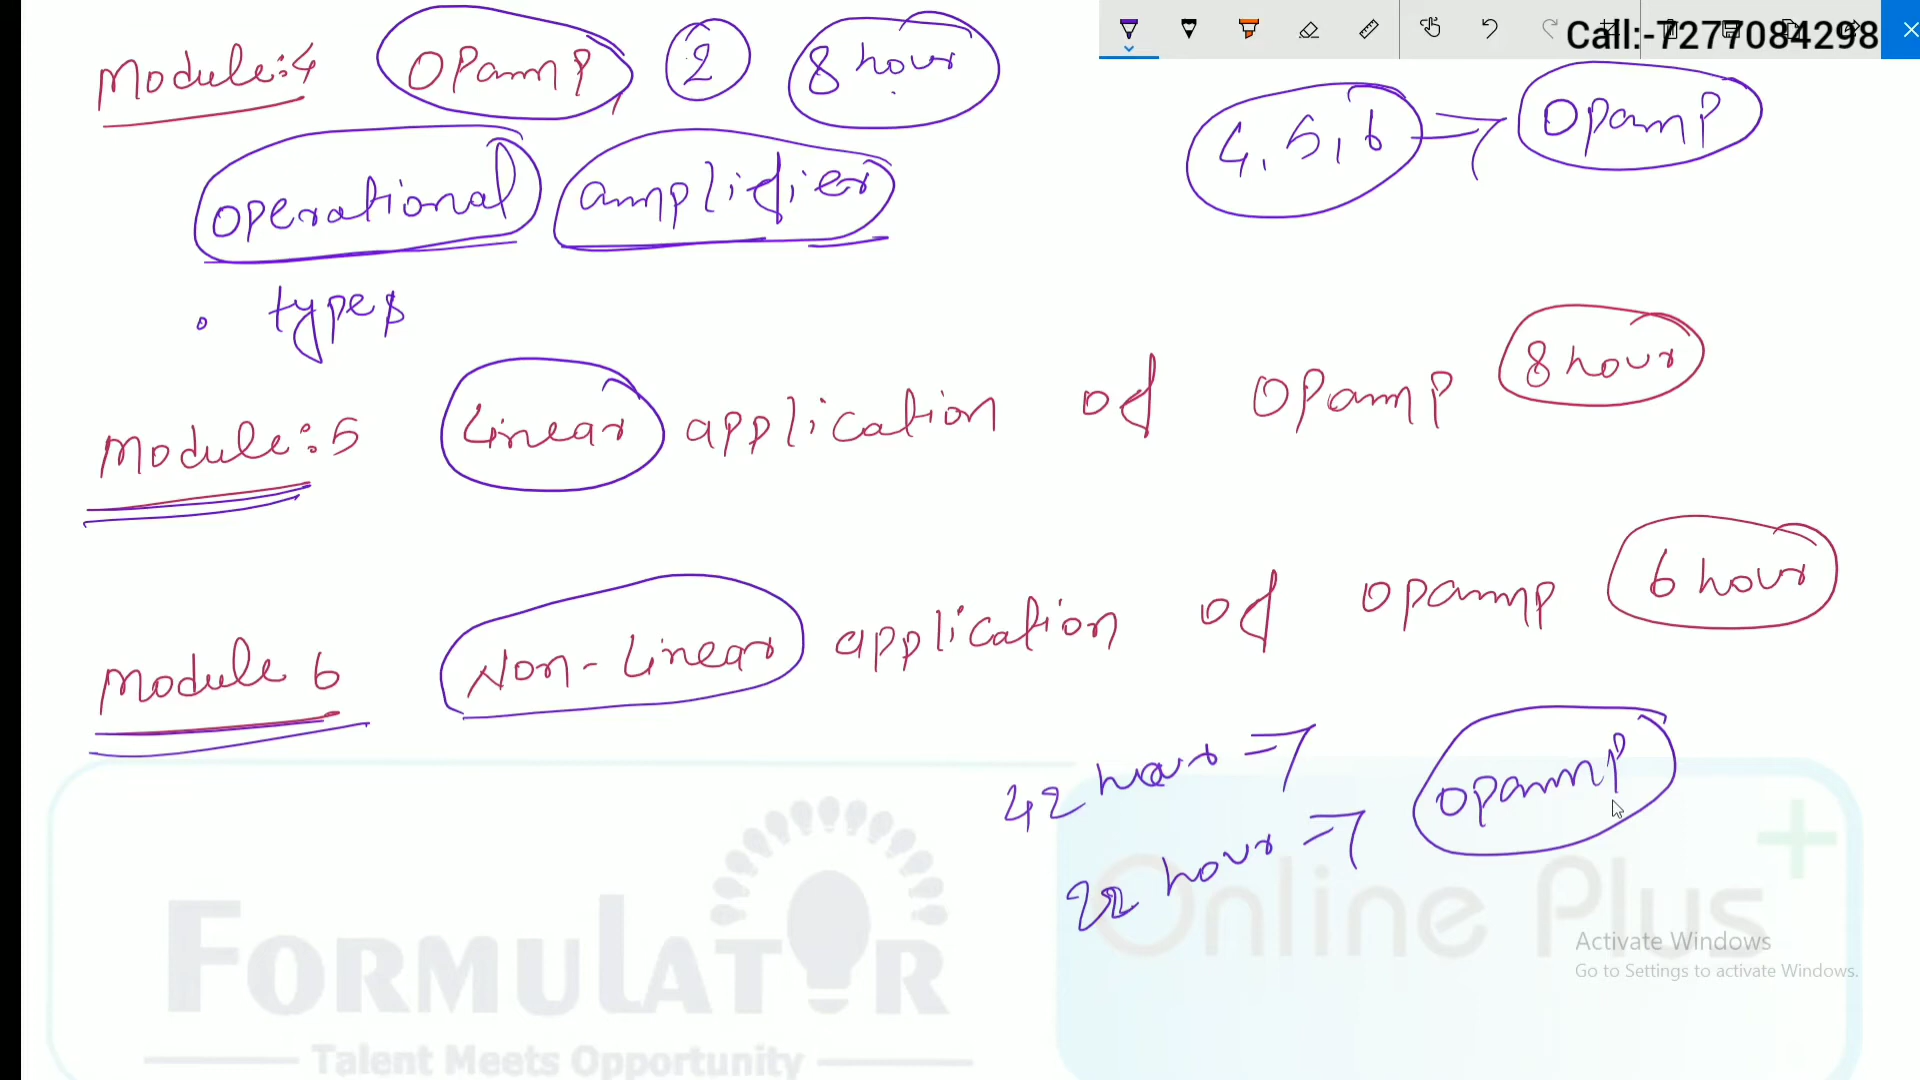 Call:-7277084298
Module:4 OPamp, 2 8 hour
4, 5, 6 => OPamp
operational amplifier
• types
Module:5 Linear application of OPamp 8 hour
Module 6 Non-Linear application of opamp 6 hour
42 hour => opamp
22 hour =>
FORMULATOR
Talent Meets Opportunity
Online Plus
Activate Windows
Go to Settings to activate Windows.